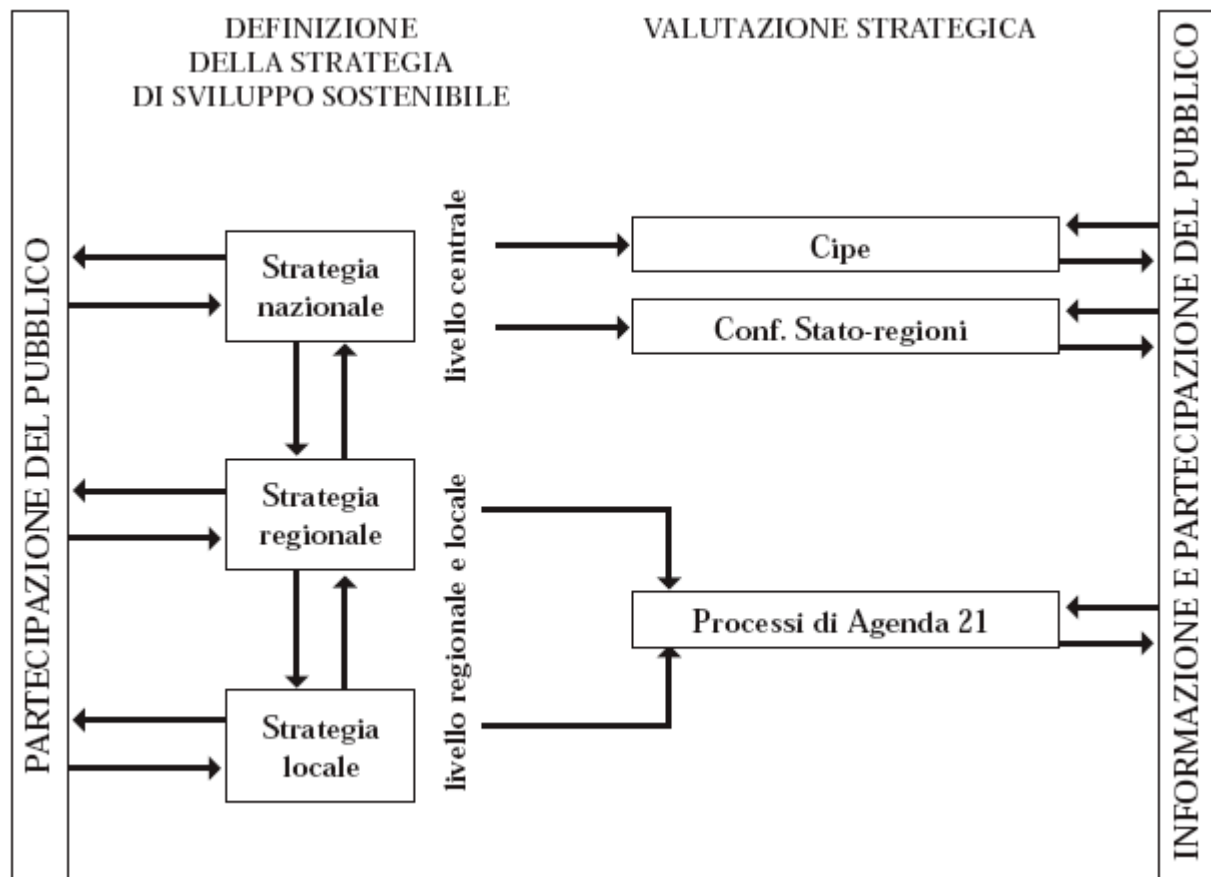 DEFINIZIONE
DELLA STRATEGIA
DI SVILUPPO SOSTENIBILE
VALUTAZIONE STRATEGICA
PARTECIPAZIONE DEL PUBBLICO
Strategia
nazionale
livello centrale
Cipe
Conf. Stato-regioni
Strategia
regionale
livello regionale e locale
Processi di Agenda 21
Strategia
locale
INFORMAZIONE E PARTECIPAZIONE DEL PUBBLICO